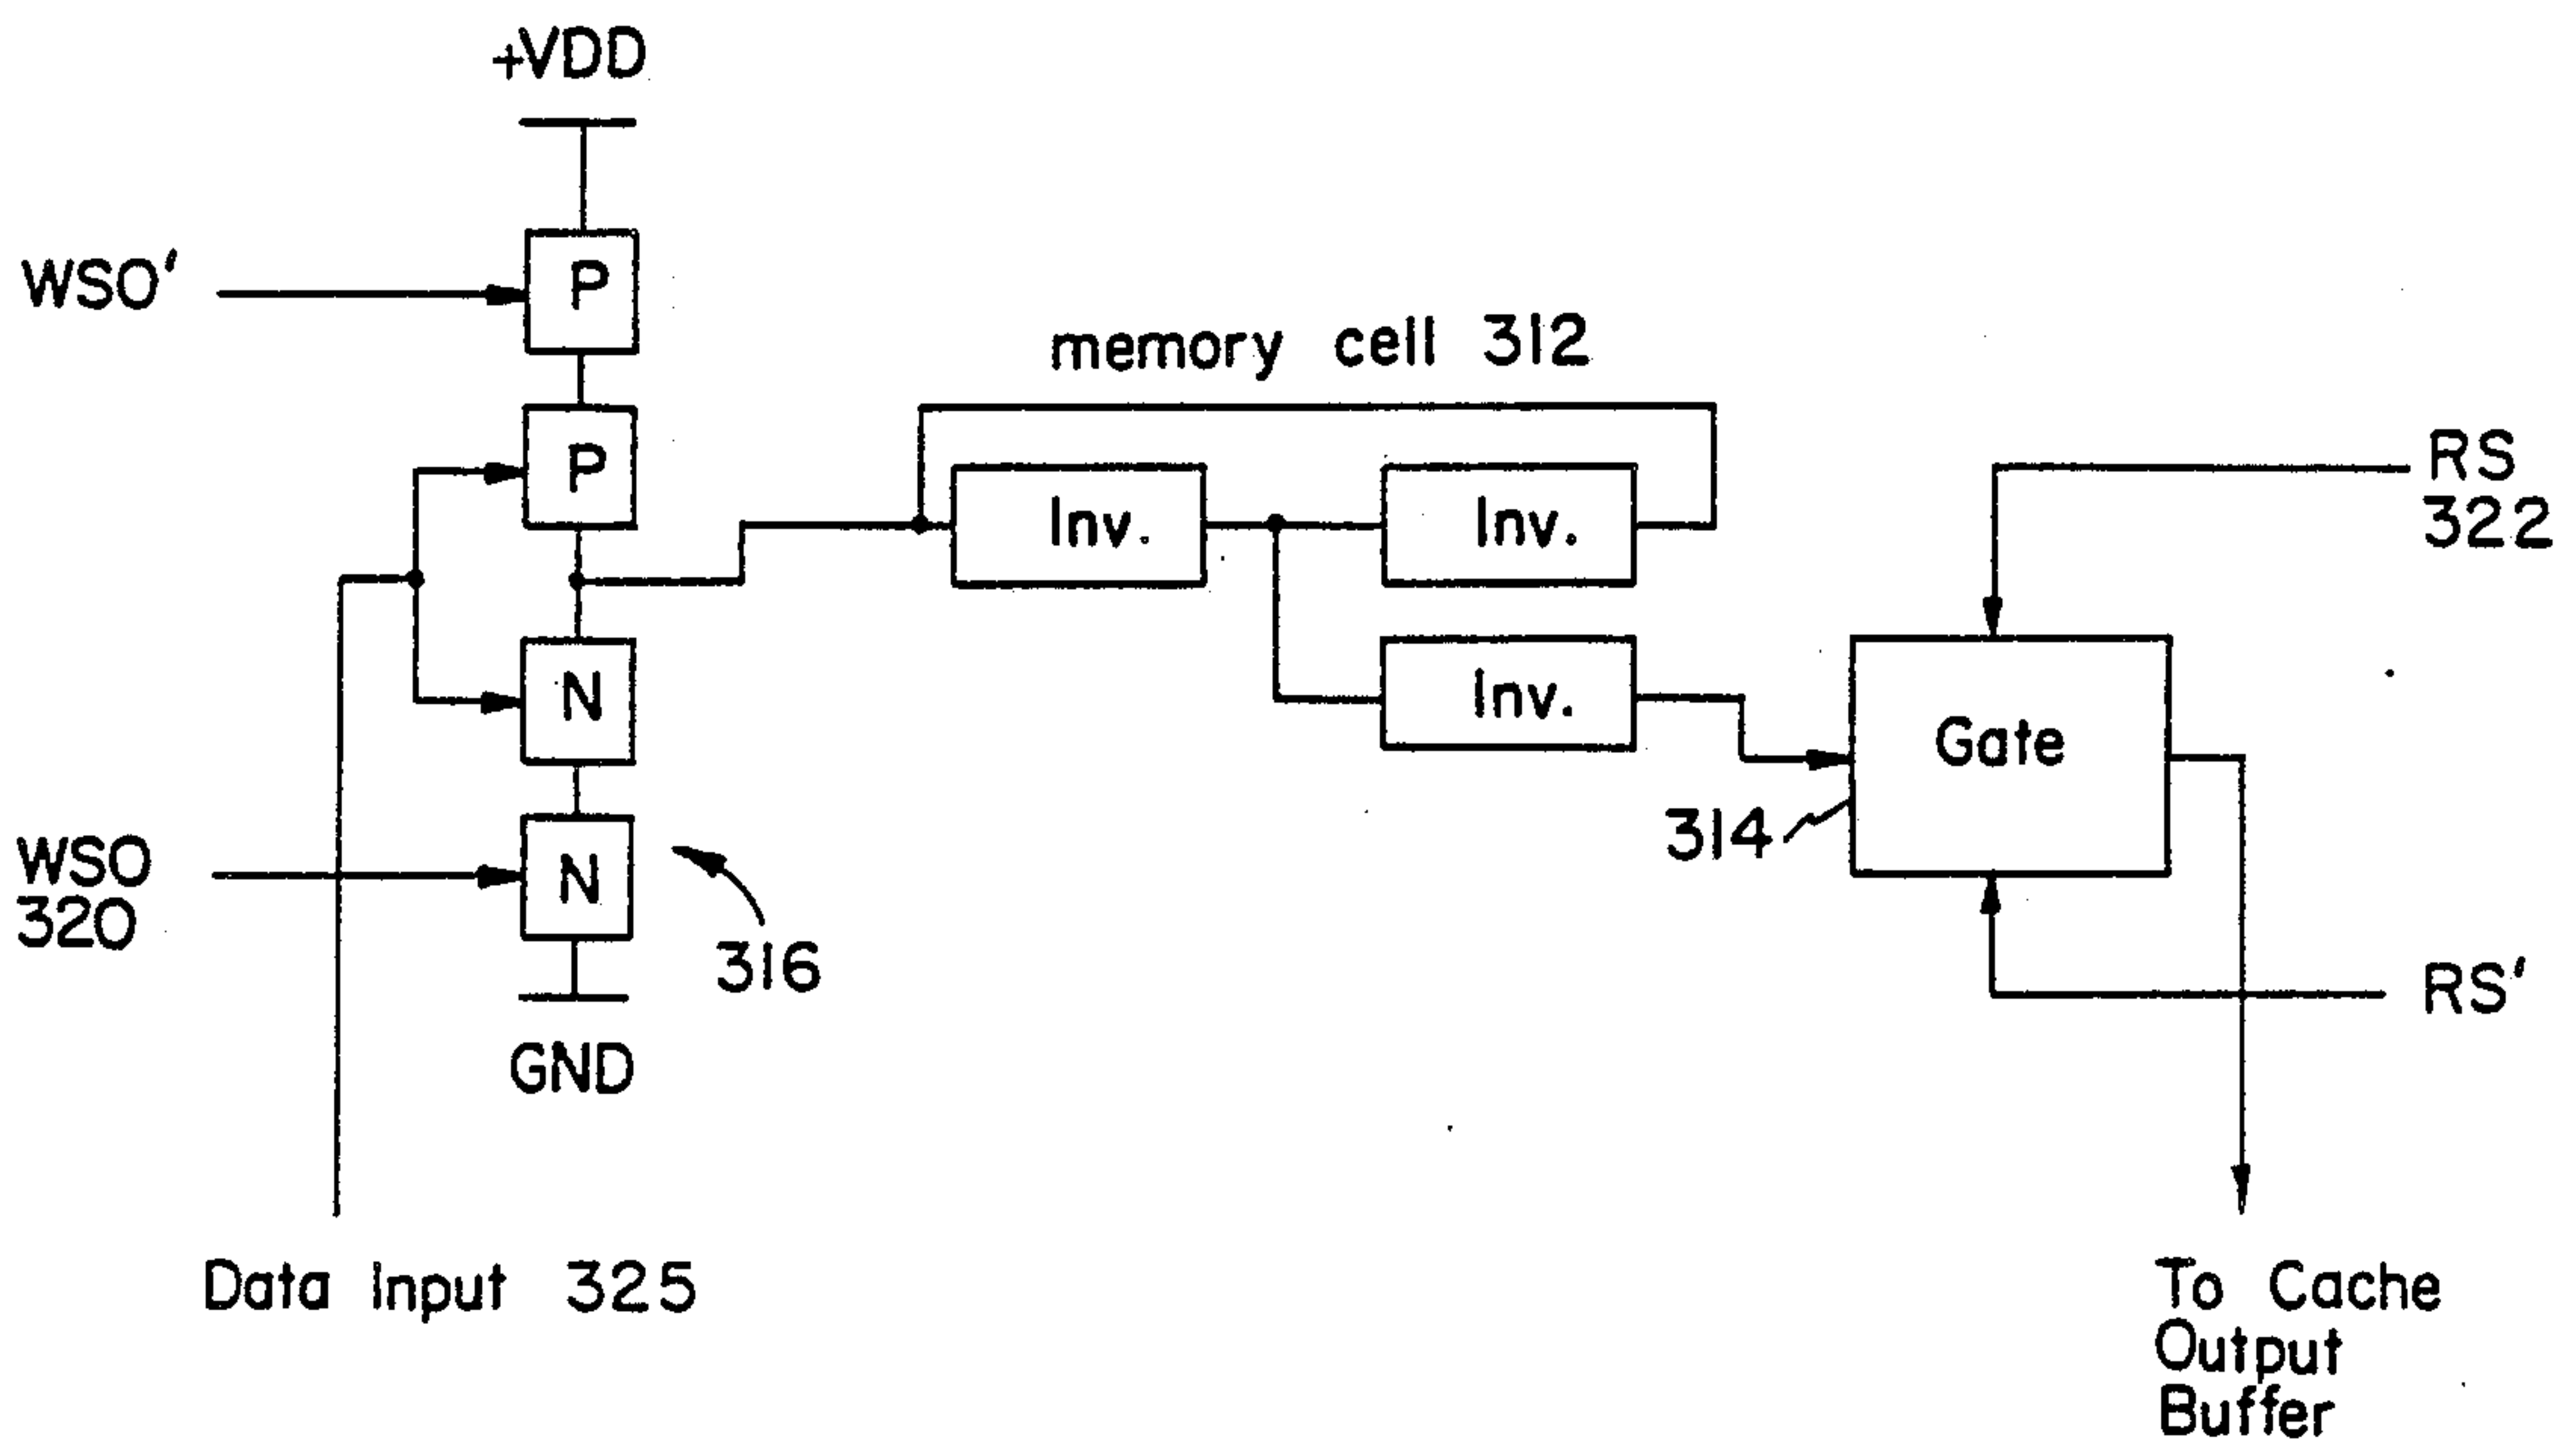 +VDD
WSO'
P
memory cell 312
P
RS
322
Inv.
Inv.
N
Inv.
Gate
314
WSO
320
N
316
RS'
GND
Data Input 325
To Cache
Output
Buffer